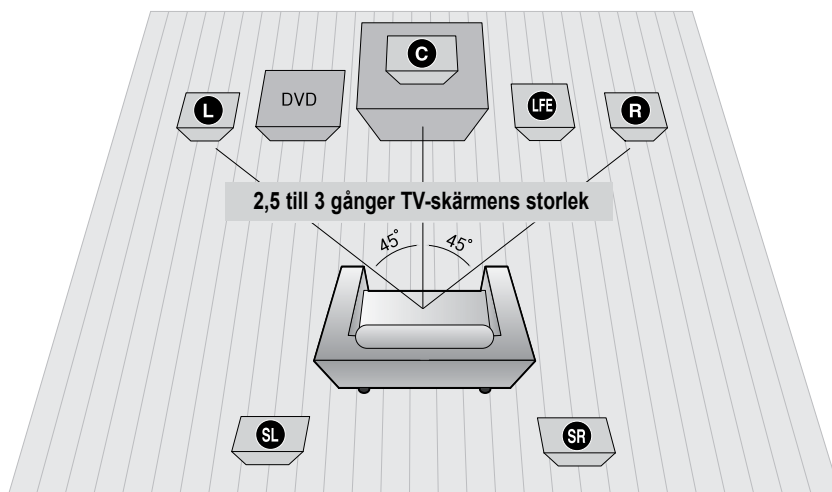 C
L
DVD
LFE
R
2,5 till 3 gånger TV-skärmens storlek
45° 45°
SL
SR